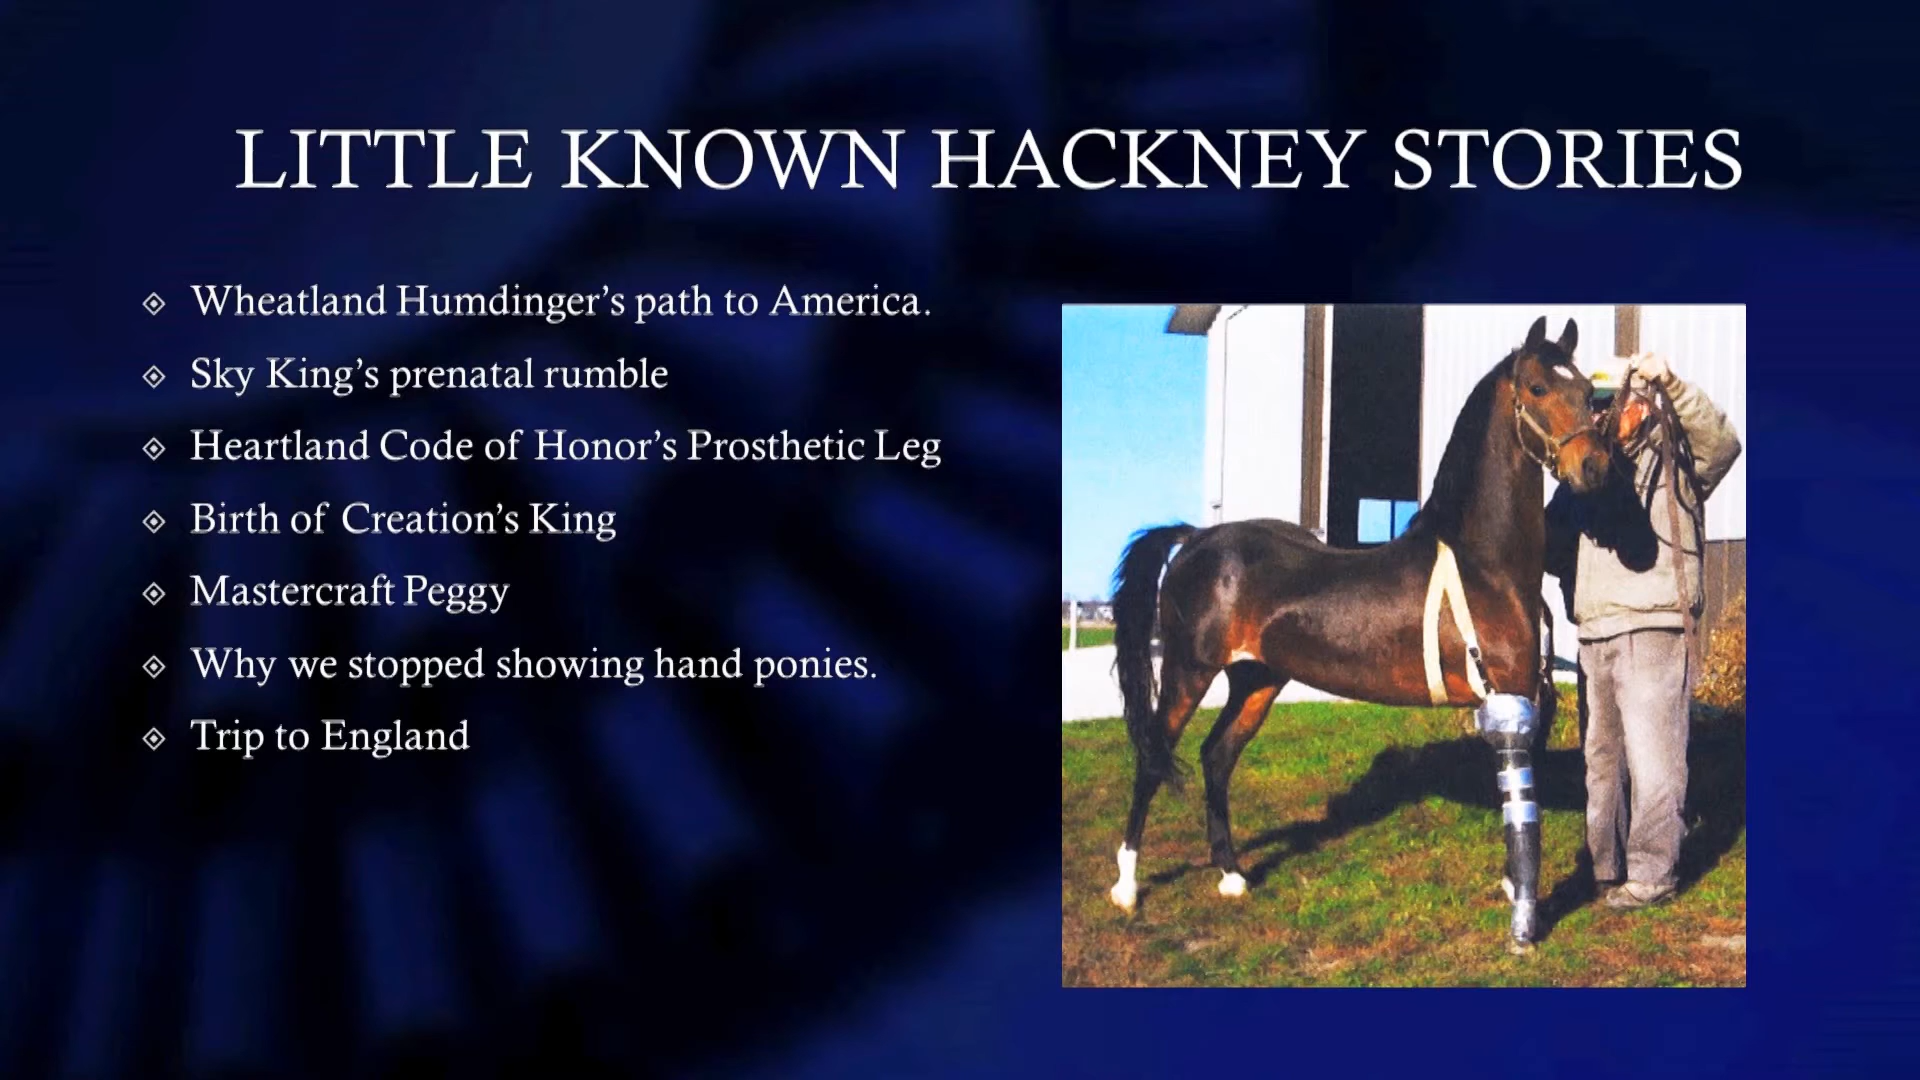 LITTLE KNOWN HACKNEY STORIES
Wheatland Humdinger’s path to America.
Sky King’s prenatal rumble
Heartland Code of Honor’s Prosthetic Leg
Birth of Creation’s King
Mastercraft Peggy
Why we stopped showing hand ponies.
Trip to England